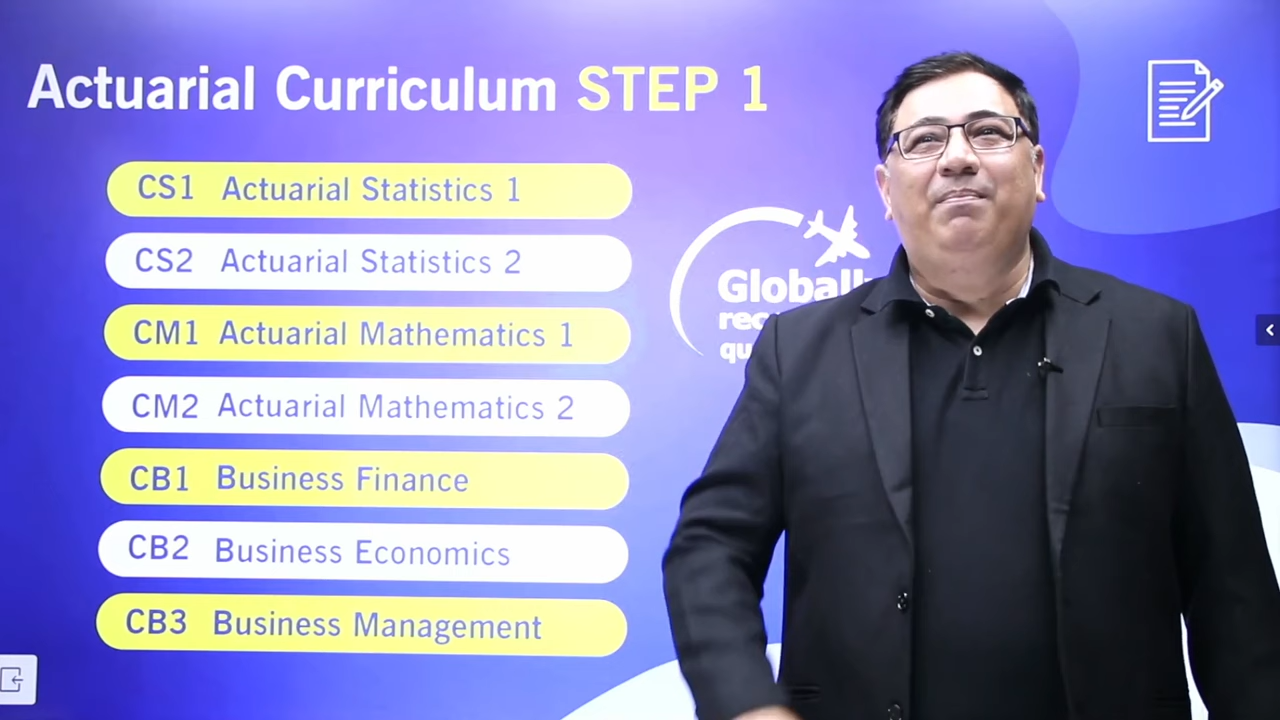 Actuarial Curriculum STEP 1
CS1 Actuarial Statistics 1
CS2 Actuarial Statistics 2
CM1 Actuarial Mathematics 1
CM2 Actuarial Mathematics 2
CB1 Business Finance
CB2 Business Economics
CB3 Business Management